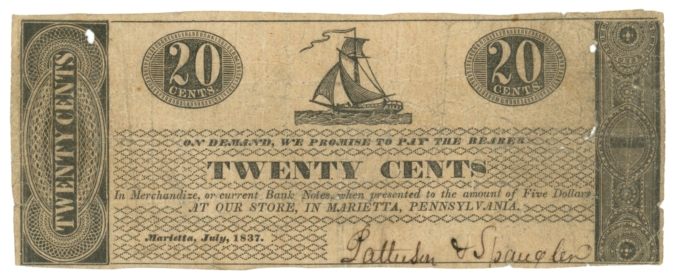 TWENTY CENTS
20
CENTS
20
CENTS
ON DEMAND, WE PROMISE TO PAY THE BEARER
TWENTY CENTS
In Merchandize, or current Bank Notes, when presented to the amount of Five Dollars
AT OUR STORE, IN MARIETTA, PENNSYLVANIA.
Marietta, July, 1837.
Patterson & Spangler